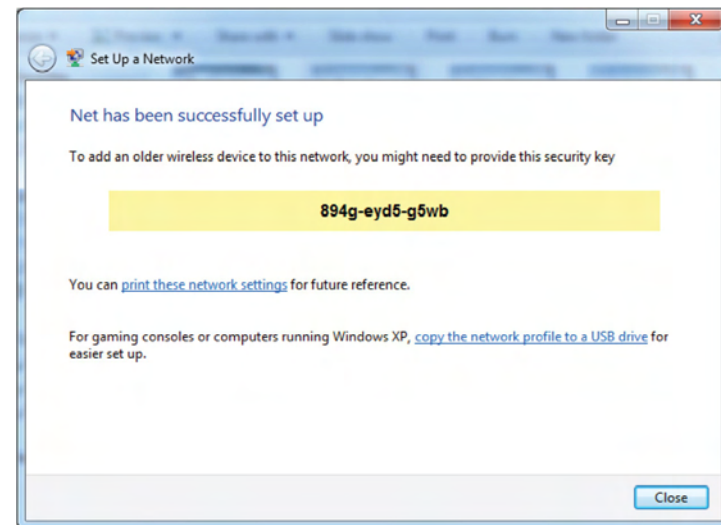 Set Up a Network
Net has been successfully set up
To add an older wireless device to this network, you might need to provide this security key
894g-eyd5-g5wb
You can print these network settings for future reference.
For gaming consoles or computers running Windows XP, copy the network profile to a USB drive for
easier set up.
Close